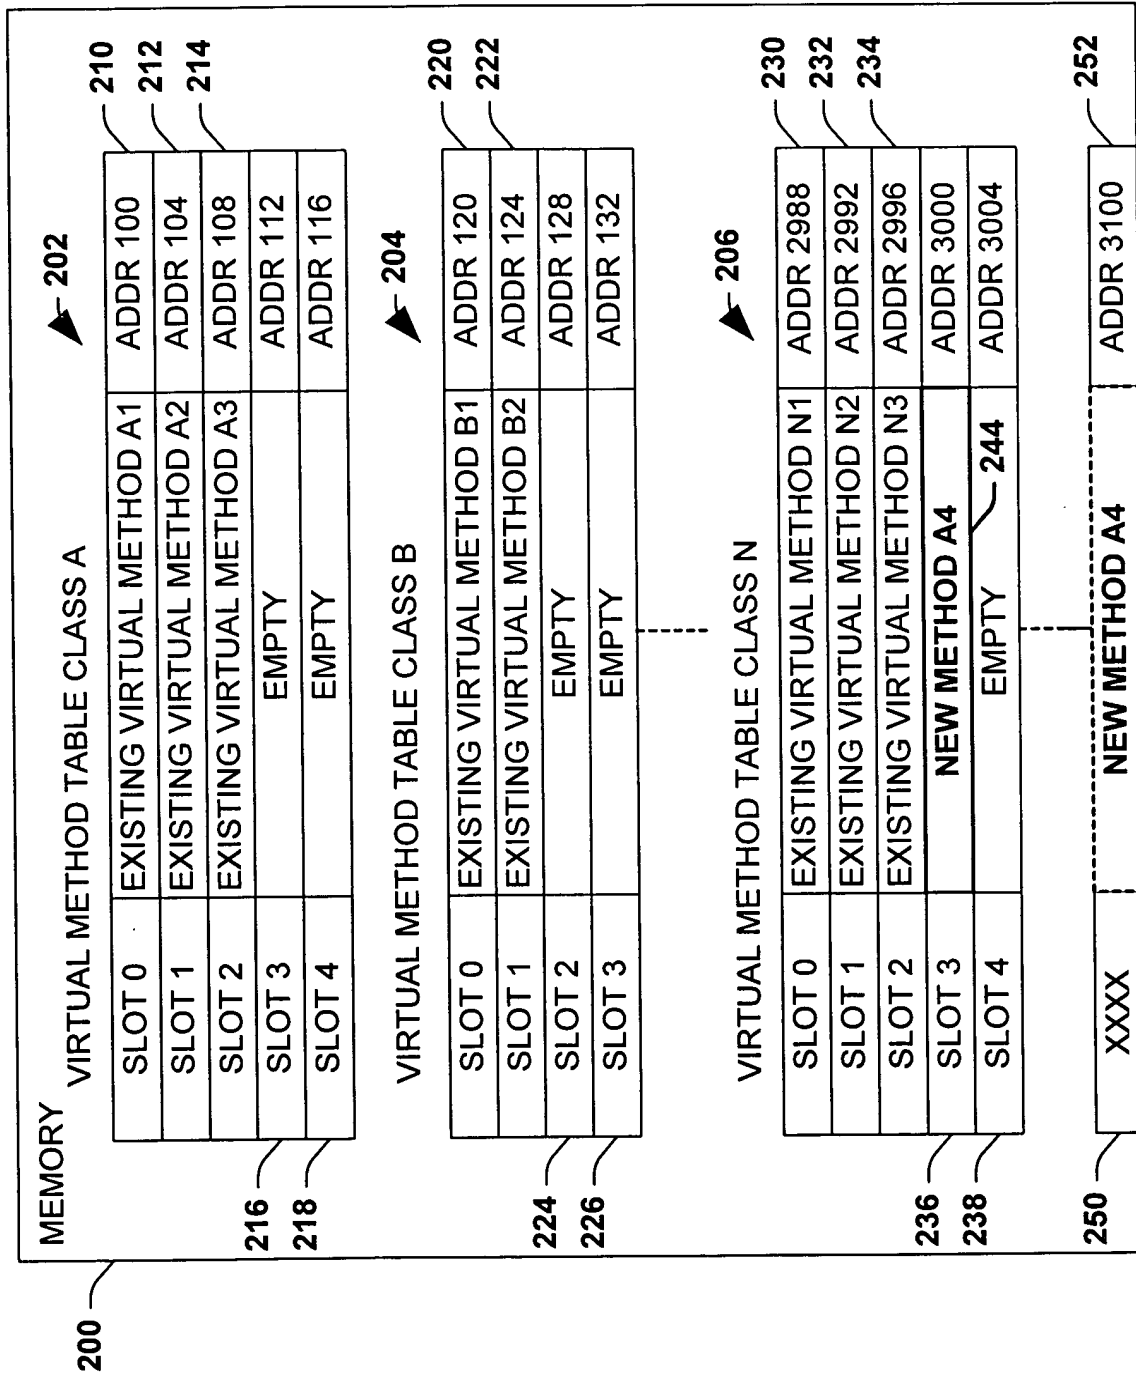 200
MEMORY
VIRTUAL METHOD TABLE CLASS A
202
SLOT 0 EXISTING VIRTUAL METHOD A1 ADDR 100 210
SLOT 1 EXISTING VIRTUAL METHOD A2 ADDR 104 212
SLOT 2 EXISTING VIRTUAL METHOD A3 ADDR 108 214
216 SLOT 3 EMPTY ADDR 112
218 SLOT 4 EMPTY ADDR 116
VIRTUAL METHOD TABLE CLASS B
204
SLOT 0 EXISTING VIRTUAL METHOD B1 ADDR 120 220
SLOT 1 EXISTING VIRTUAL METHOD B2 ADDR 124 222
224 SLOT 2 EMPTY ADDR 128
226 SLOT 3 EMPTY ADDR 132
VIRTUAL METHOD TABLE CLASS N
206
SLOT 0 EXISTING VIRTUAL METHOD N1 ADDR 2988 230
SLOT 1 EXISTING VIRTUAL METHOD N2 ADDR 2992 232
SLOT 2 EXISTING VIRTUAL METHOD N3 ADDR 2996 234
236 SLOT 3 NEW METHOD A4 ADDR 3000
238 SLOT 4 EMPTY 244 ADDR 3004
250 XXXX NEW METHOD A4 ADDR 3100 252